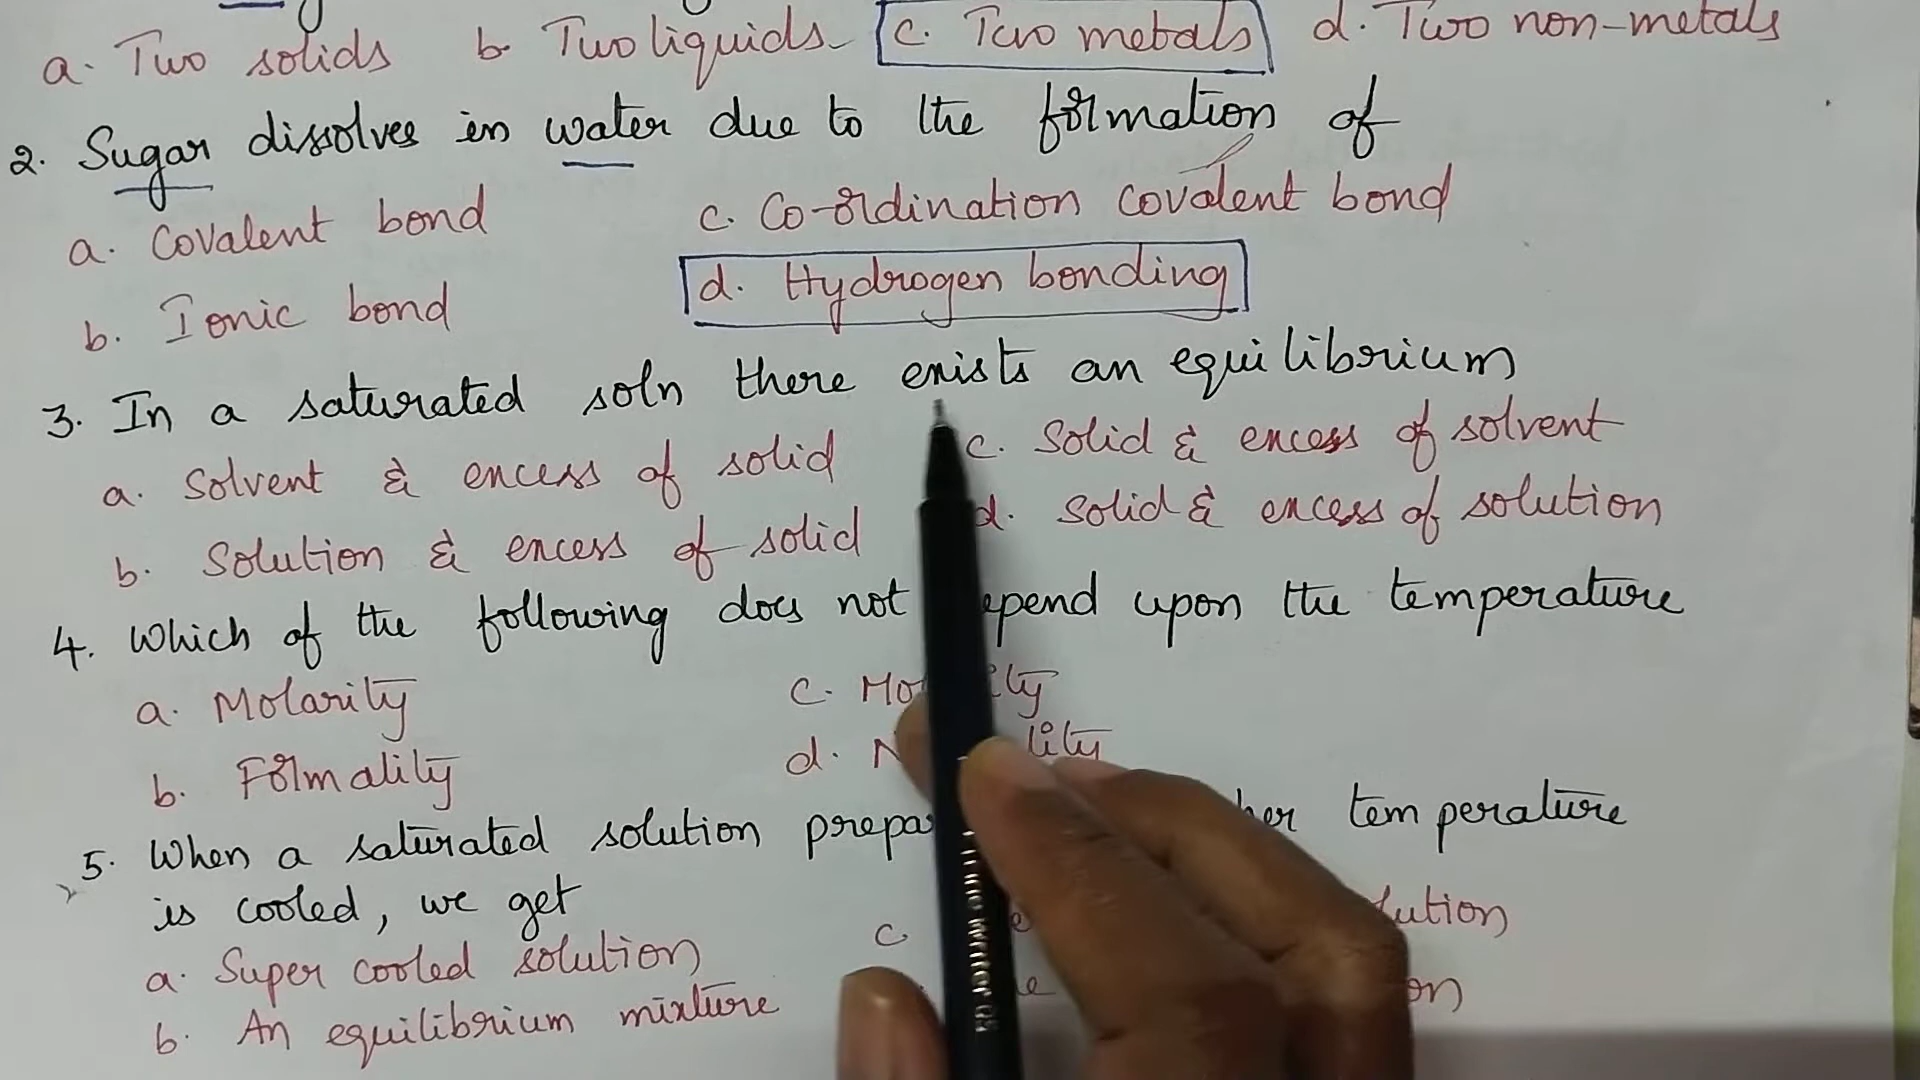 a. Two solids b. Two liquids c. Two metals d. Two non-metals
2. Sugar dissolves in water due to the formation of
a. Covalent bond c. Co-ordination covalent bond
b. Ionic bond d. Hydrogen bonding
3. In a saturated soln there exists an equilibrium
a. Solvent & excess of solid c. Solid & excess of solvent
b. Solution & excess of solid d. Solid & excess of solution
4. Which of the following does not epend upon the temperature
a. Molarity c.
b. Formality d.
5. When a saturated solution temperature
is cooled, we get
a. Super cooled solution c.
b. An equilibrium mixture